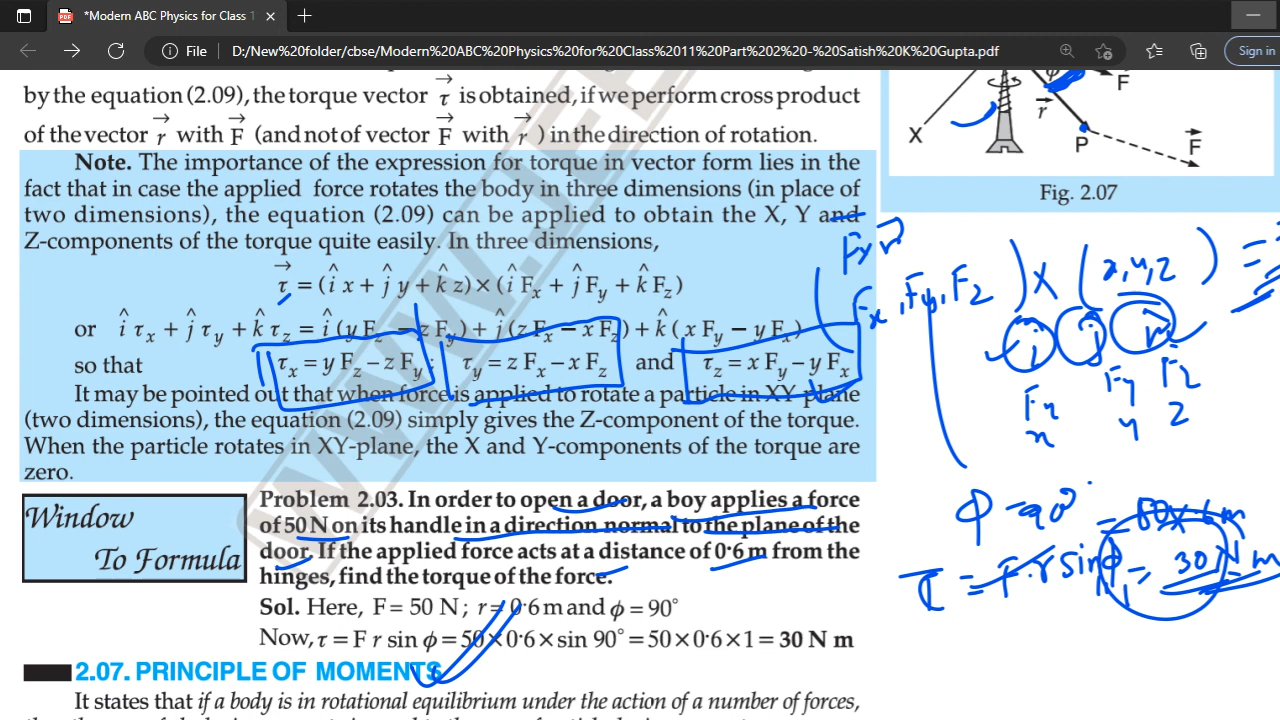 *Modern ABC Physics for Class 1
File D:/New%20folder/cbse/Modern%20ABC%20Physics%20for%20Class%2011%20Part%202%20-%20Satish%20K%20Gupta.pdf
Sign in
by the equation (2.09), the torque vector τ⃗ is obtained, if we perform cross product
of the vector r⃗ with F⃗ (and not of vector F⃗ with r⃗ ) in the direction of rotation.
Note. The importance of the expression for torque in vector form lies in the
fact that in case the applied force rotates the body in three dimensions (in place of
two dimensions), the equation (2.09) can be applied to obtain the X, Y and
Z-components of the torque quite easily. In three dimensions,
τ⃗ = (î x + ĵ y + k̂ z) × (î Fx + ĵ Fy + k̂ Fz)
or î τx + ĵ τy + k̂ τz = î (y Fz − z Fy) + ĵ (z Fx − x Fz) + k̂ (x Fy − y Fx)
so that τx = y Fz − z Fy ; τy = z Fx − x Fz and τz = x Fy − y Fx
It may be pointed out that when force is applied to rotate a particle in XY-plane
(two dimensions), the equation (2.09) simply gives the Z-component of the torque.
When the particle rotates in XY-plane, the X and Y-components of the torque are
zero.
Window
To Formula
Problem 2.03. In order to open a door, a boy applies a force
of 50 N on its handle in a direction normal to the plane of the
door. If the applied force acts at a distance of 0·6 m from the
hinges, find the torque of the force.
Sol. Here, F = 50 N; r = 0·6 m and ϕ = 90°
Now, τ = F r sin ϕ = 50 × 0·6 × sin 90° = 50 × 0·6 × 1 = 30 N m
2.07. PRINCIPLE OF MOMENTS
It states that if a body is in rotational equilibrium under the action of a number of forces,
ϕ
F
X
r⃗
P
F⃗
Fig. 2.07
Fx, Fy, Fz ) X ( x, y, z ) =
i j
Fx Fy Fz
x y z
ϕ = 90°
τ = F.r sinϕ = 30 N m